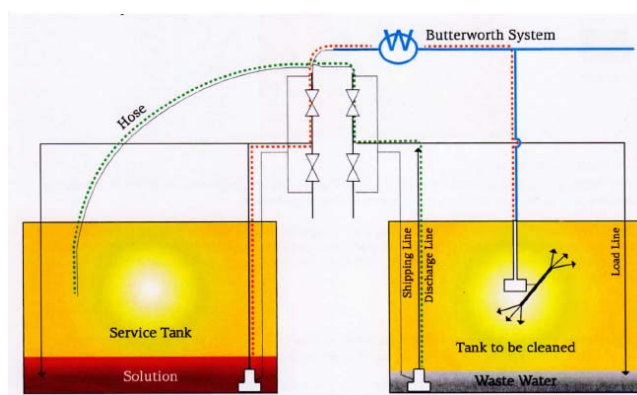 Butterworth System
Hose
Shipping Line
Discharge Line
Load Line
Service Tank
Tank to be cleaned
Solution
Waste Water